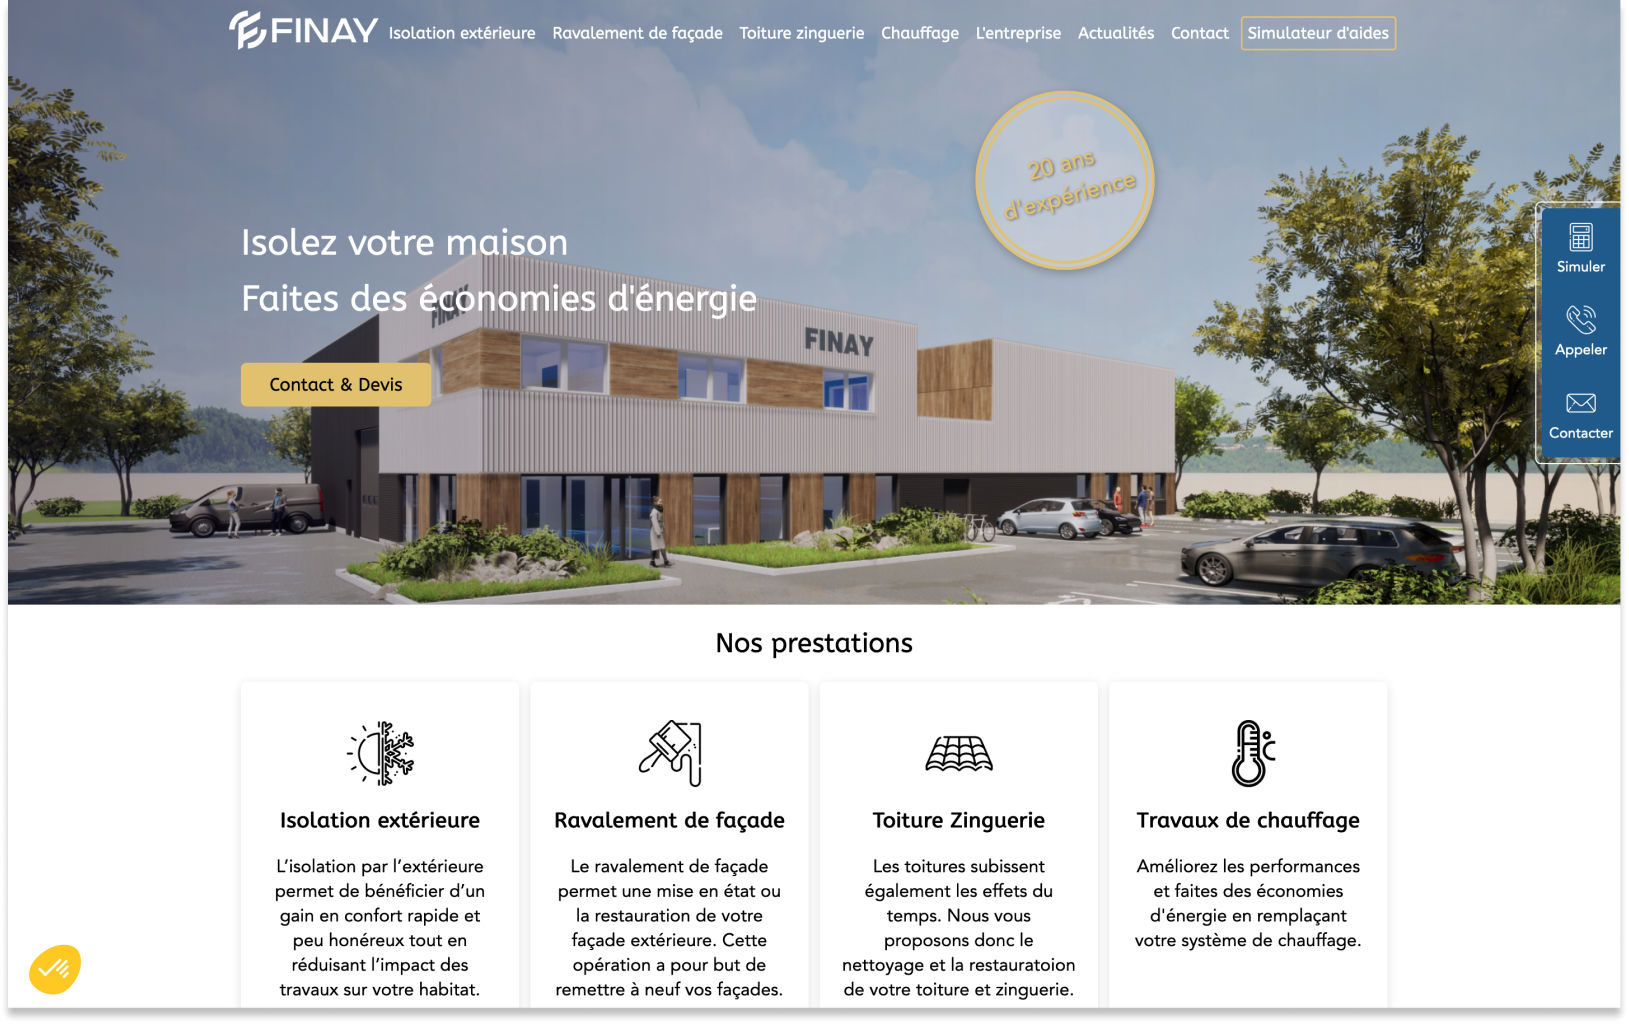 FINAY
Isolation extérieure
Ravalement de façade
Toiture zinguerie
Chauffage
L'entreprise
Actualités
Contact
Simulateur d'aides
20 ans
d'expérience
Isolez votre maison
Faites des économies d'énergie
FINAY
FINAY
Contact & Devis
Simuler
Appeler
Contacter
Nos prestations
Isolation extérieure
L’isolation par l’extérieure
permet de bénéficier d’un
gain en confort rapide et
peu honéreux tout en
réduisant l’impact des
travaux sur votre habitat.
Ravalement de façade
Le ravalement de façade
permet une mise en état ou
la restauration de votre
façade extérieure. Cette
opération a pour but de
remettre à neuf vos façades.
Toiture Zinguerie
Les toitures subissent
également les effets du
temps. Nous vous
proposons donc le
nettoyage et la restauratoion
de votre toiture et zinguerie.
Travaux de chauffage
Améliorez les performances
et faites des économies
d'énergie en remplaçant
votre système de chauffage.